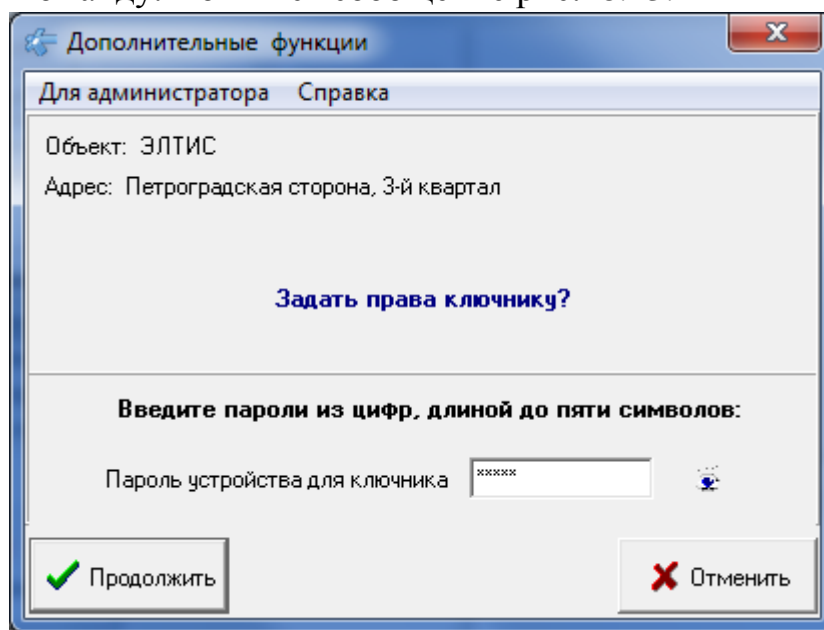 Дополнительные функции
Для администратора Справка
Объект: ЭЛТИС
Адрес: Петроградская сторона, 3-й квартал
Задать права ключнику?
Введите пароли из цифр, длиной до пяти символов:
Пароль устройства для ключника xxxxx
Продолжить Отменить